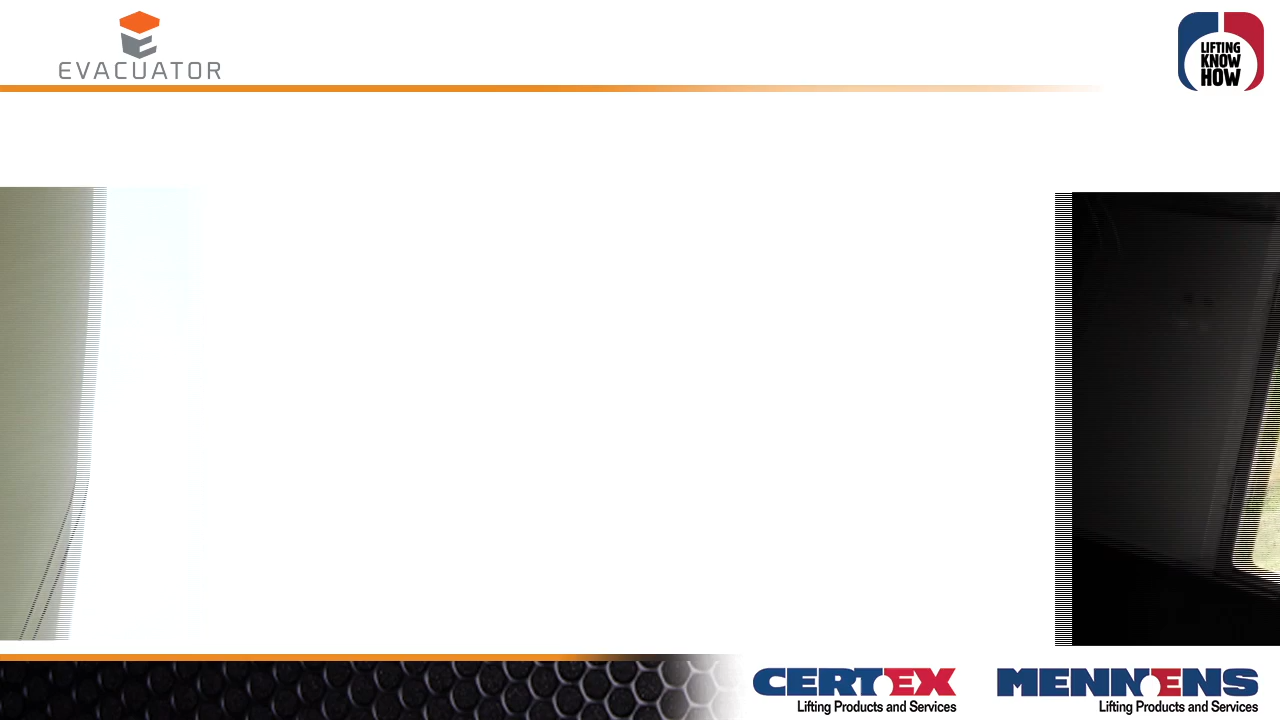 EVACUATOR
LIFTING
KNOW
HOW
CERTEX
Lifting Products and Services
MENNENS
Lifting Products and Services